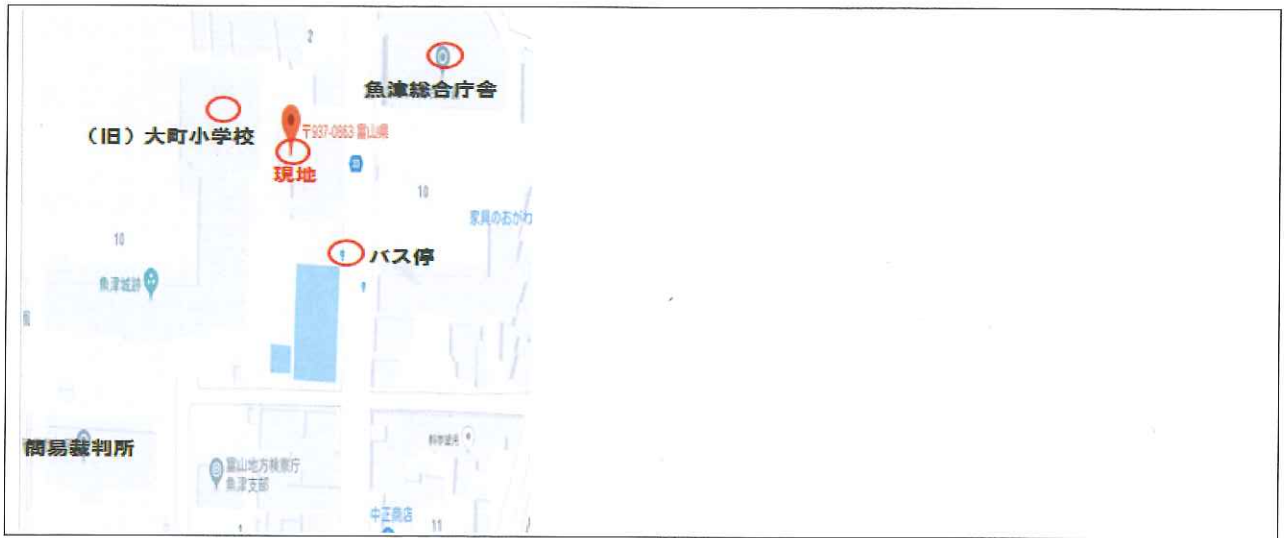 2
魚津総合庁舎
（旧）大町小学校
〒937-0863 富山県
現地
33
10
家具のおがわ
10
バス停
魚津城跡
簡易裁判所
富山地方検察庁
魚津支部
中正商店
11
1